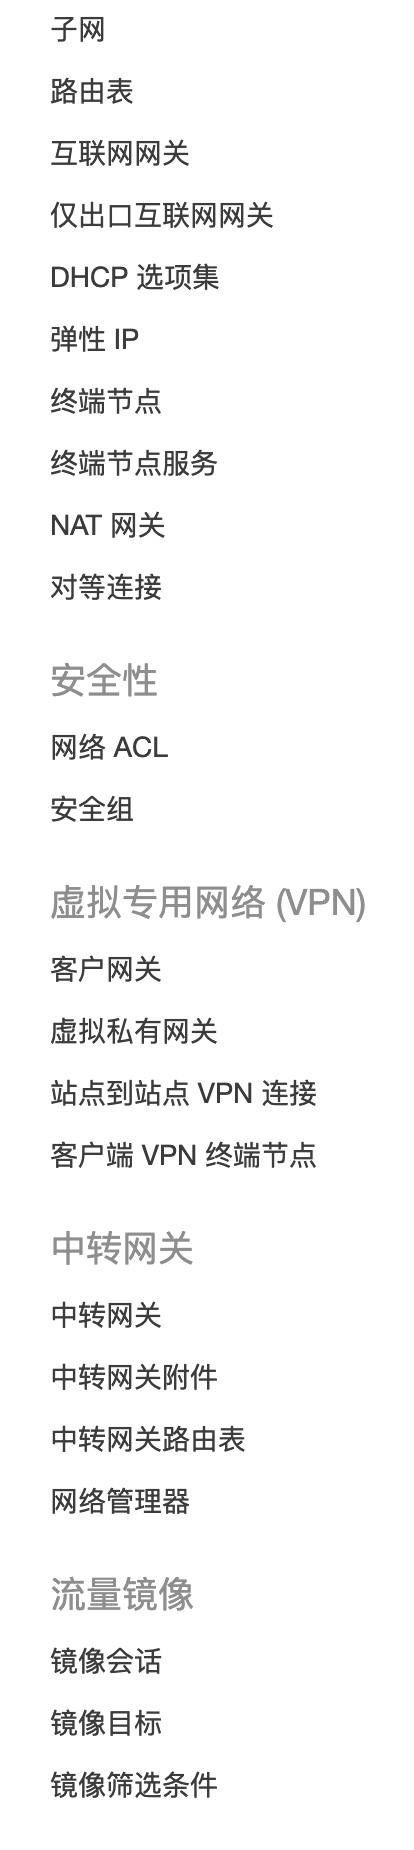 子网
路由表
互联网网关
仅出口互联网网关
DHCP 选项集
弹性 IP
终端节点
终端节点服务
NAT 网关
对等连接
安全性
网络 ACL
安全组
虚拟专用网络 (VPN)
客户网关
虚拟私有网关
站点到站点 VPN 连接
客户端 VPN 终端节点
中转网关
中转网关
中转网关附件
中转网关路由表
网络管理器
流量镜像
镜像会话
镜像目标
镜像筛选条件